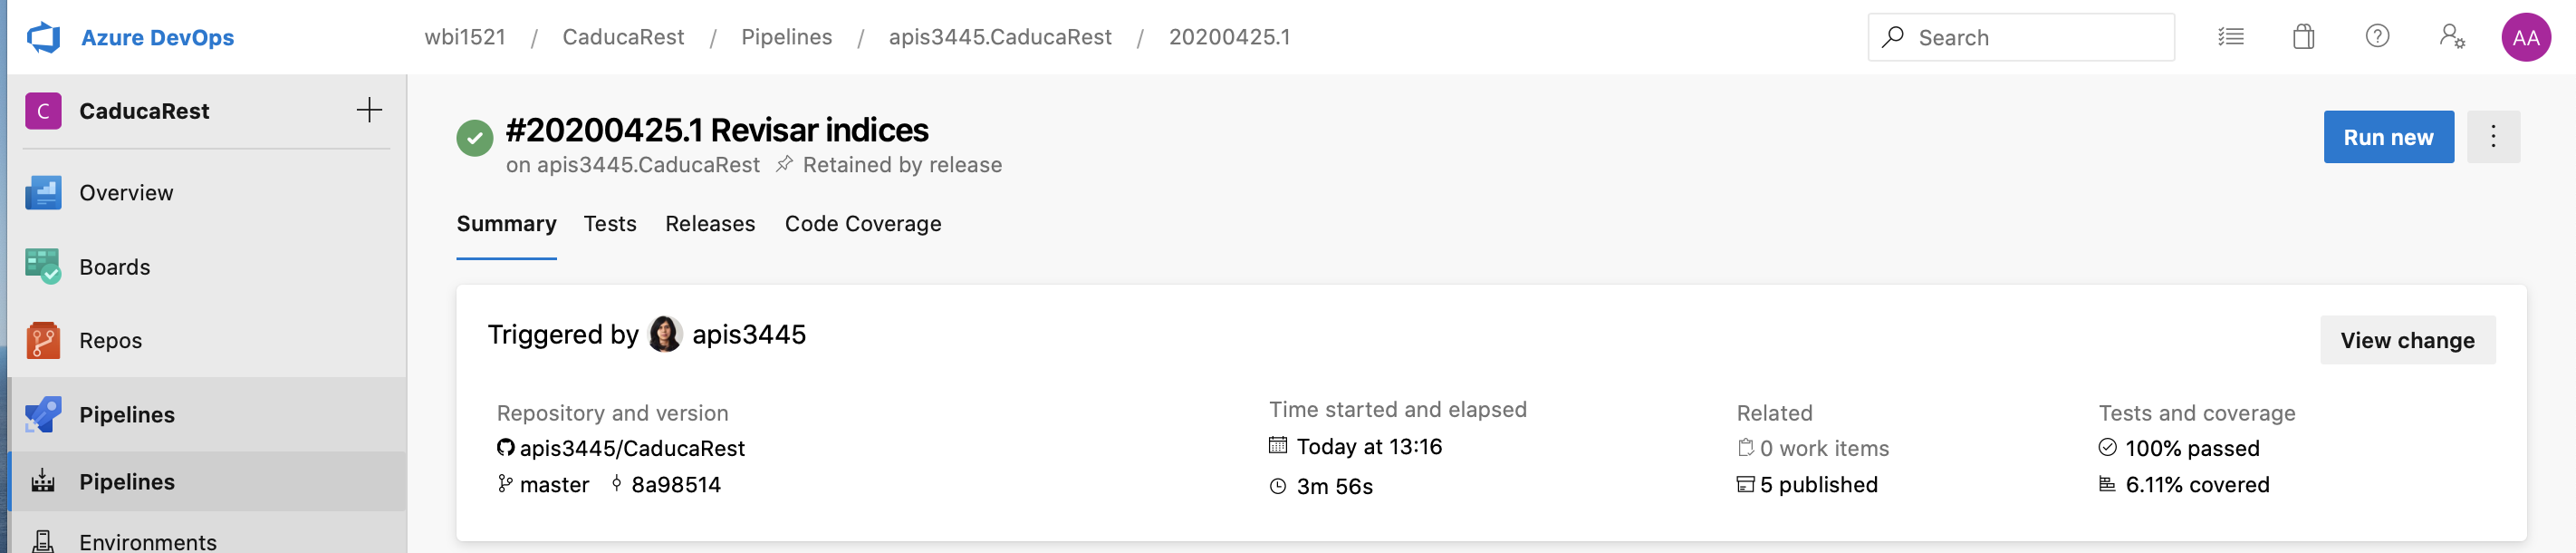 Azure DevOps
wbi1521 / CaducaRest / Pipelines / apis3445.CaducaRest / 20200425.1
Search
AA
C CaducaRest
Overview
Boards
Repos
Pipelines
Pipelines
Environments
#20200425.1 Revisar indices
on apis3445.CaducaRest Retained by release
Run new
Summary Tests Releases Code Coverage
Triggered by apis3445
View change
Repository and version
apis3445/CaducaRest
master 8a98514
Time started and elapsed
Today at 13:16
3m 56s
Related
0 work items
5 published
Tests and coverage
100% passed
6.11% covered